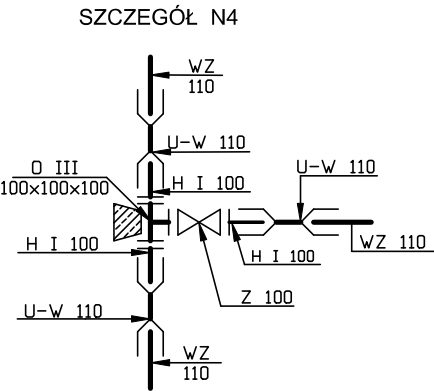 SZCZEGÓŁ N4
WZ
110
U-W 110
O III
100x100x100
H I 100
U-W 110
H I 100
WZ 110
H I 100
Z 100
U-W 110
WZ
110